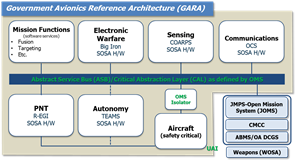 Government Avionics Reference Architecture (GARA)
Mission Functions
(software/services)
• Fusion
• Targeting
• Etc.
Electronic
Warfare
Big Iron
SOSA H/W
Sensing
COARPS
SOSA H/W
Communications
OCS
SOSA H/W
Abstract Service Bus (ASB)/Critical Abstraction Layer (CAL) as defined by OMS
PNT
R-EGI
SOSA H/W
Autonomy
TEAMS
SOSA H/W
OMS
Isolator
Aircraft
(safety critical)
UAI
JMPS-Open Mission
System (JOMS)
CMCC
ABMS/OA DCGS
Weapons (WOSA)